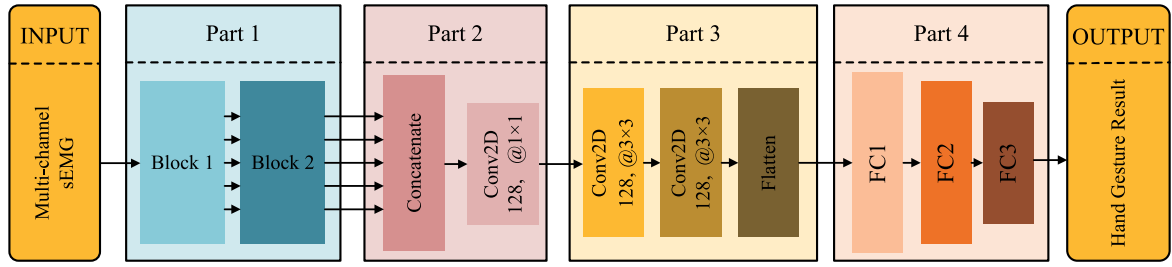 INPUT
Multi-channel
sEMG
Part 1
Block 1
Block 2
Part 2
Concatenate
Conv2D
128, @1×1
Part 3
Conv2D
128, @3×3
Conv2D
128, @3×3
Flatten
Part 4
FC1
FC2
FC3
OUTPUT
Hand Gesture Result